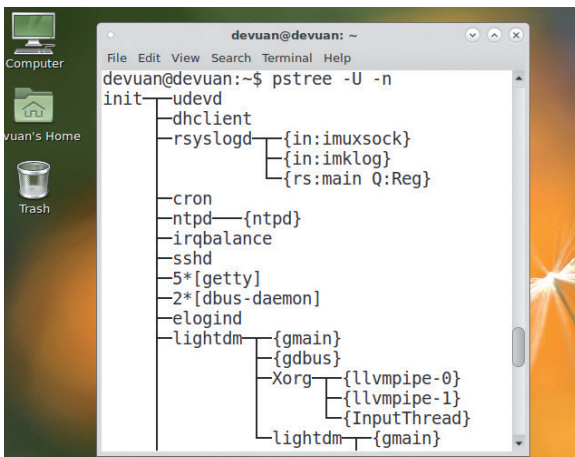 Computer
vuan's Home
Trash
devuan@devuan: ~
File Edit View Search Terminal Help
devuan@devuan:~$ pstree -U -n
init─┬─udevd
     ├─dhclient
     ├─rsyslogd─┬─{in:imuxsock}
     │          ├─{in:imklog}
     │          └─{rs:main Q:Reg}
     ├─cron
     ├─ntpd───{ntpd}
     ├─irqbalance
     ├─sshd
     ├─5*[getty]
     ├─2*[dbus-daemon]
     ├─elogind
     ├─lightdm─┬─{gmain}
     │         ├─{gdbus}
     │         ├─Xorg─┬─{llvmpipe-0}
     │         │      ├─{llvmpipe-1}
     │         │      └─{InputThread}
     │         └─lightdm─┬─{gmain}